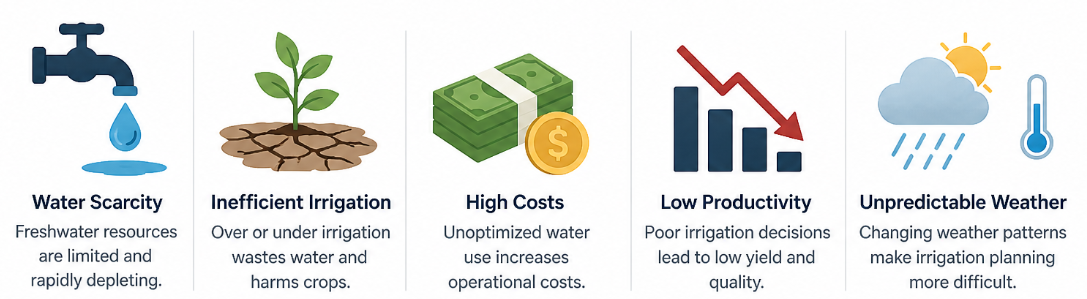 $
Water Scarcity
Freshwater resources
are limited and
rapidly depleting.
Inefficient Irrigation
Over or under irrigation
wastes water and
harms crops.
High Costs
Unoptimized water
use increases
operational costs.
Low Productivity
Poor irrigation decisions
lead to low yield and
quality.
Unpredictable Weather
Changing weather patterns
make irrigation planning
more difficult.